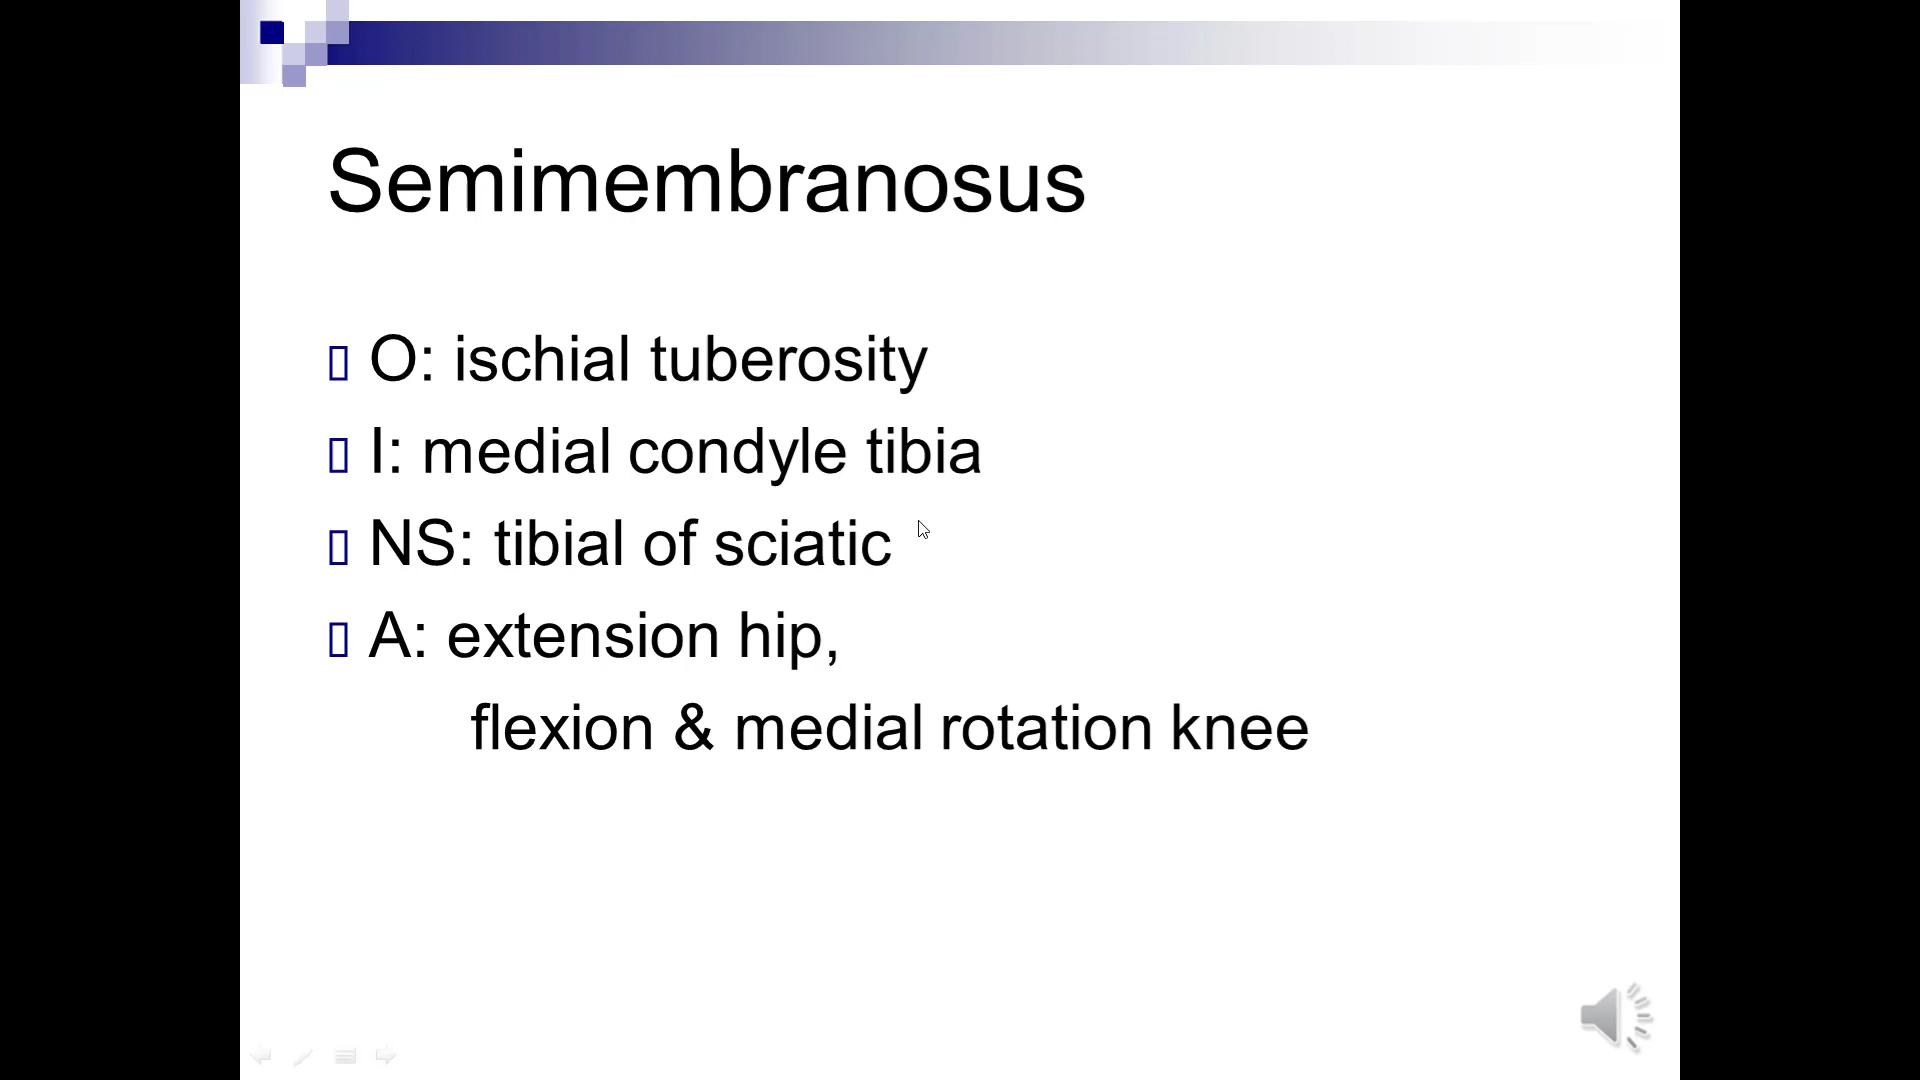 Semimembranosus
O: ischial tuberosity
I: medial condyle tibia
NS: tibial of sciatic
A: extension hip,
flexion & medial rotation knee